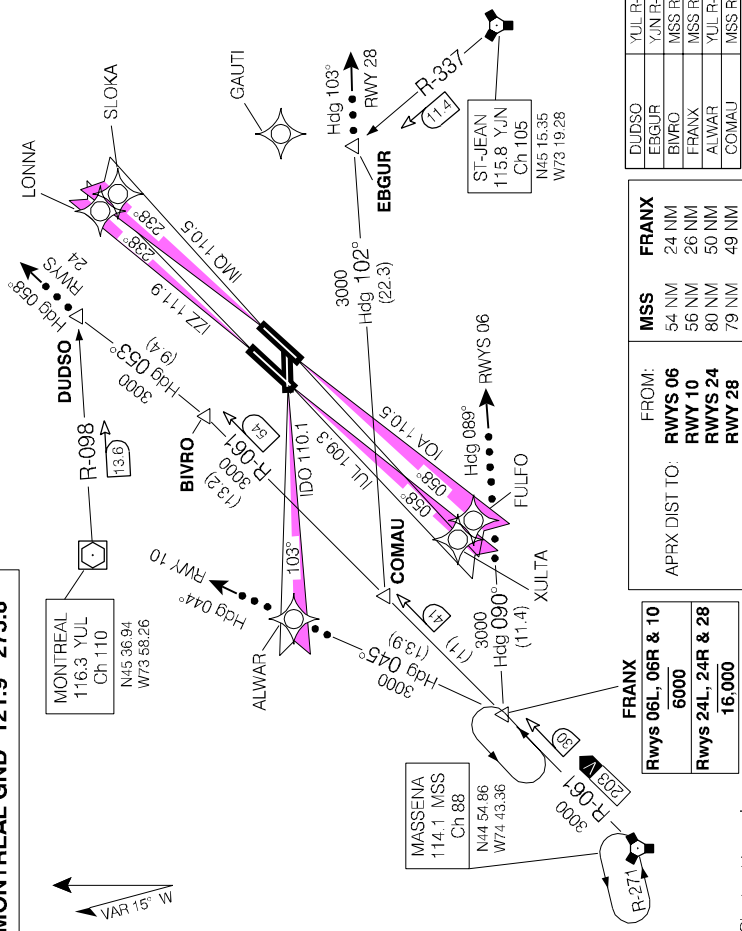 MONTREAL GND 121.9 275.8
VAR 15° W
MONTREAL
116.3 YUL
Ch 110
N45 36.94
W73 58.26
R-098
13.6
DUDSO
Hdg 058°
RWYS
24
LONNA
SLOKA
GAUTI
238°
238°
IZZ 111.9
IMQ 110.5
3000
Hdg 053°
(9.4)
BIVRO
54
R-061
3000
(13.2)
Hdg 103°
RWY 28
EBGUR
R-337
11.4
ST-JEAN
115.8 YJN
Ch 105
N45 15.35
W73 19.28
3000
Hdg 102°
(22.3)
RWY 10
Hdg 044°
ALWAR
103°
IDO 110.1
IUL 109.3
IOA 110.5
058°
058°
COMAU
41
(11)
(13.9)
3000
Hdg 045°
Hdg 089°
RWYS 06
FULFO
XULTA
3000
Hdg 090°
(11.4)
MASSENA
114.1 MSS
Ch 88
N44 54.86
W74 43.36
30
V
203
R-061
3000
R-271
FRANX
Rwys 06L, 06R & 10
6000
Rwys 24L, 24R & 28
16,000
FROM: MSS FRANX
APRX DIST TO: RWYS 06 54 NM 24 NM
RWY 10 56 NM 26 NM
RWYS 24 80 NM 50 NM
RWY 28 79 NM 49 NM
DUDSO YUL R-
EBGUR YJN R-
BIVRO MSS R
FRANX MSS R
ALWAR YUL R-
COMAU MSS R